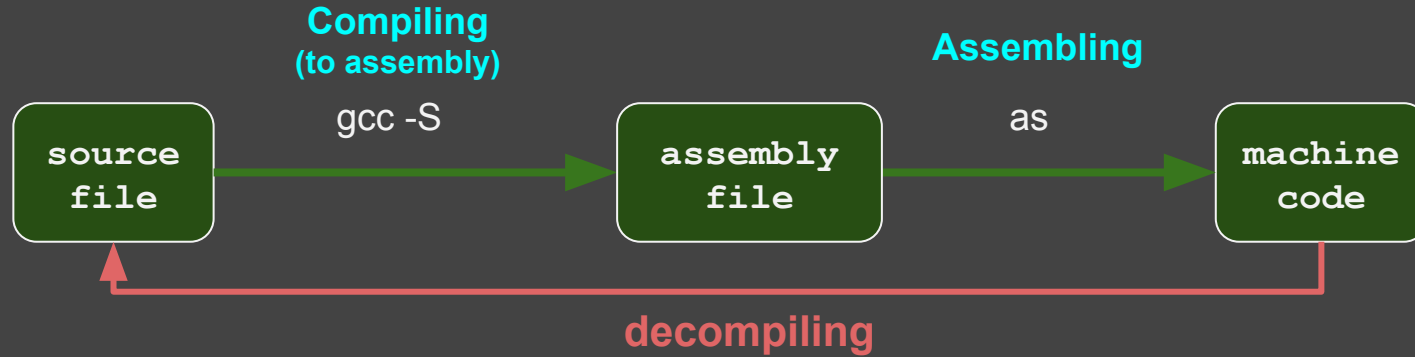 Compiling
(to assembly)
Assembling
gcc -S
as
source
file
assembly
file
machine
code
decompiling